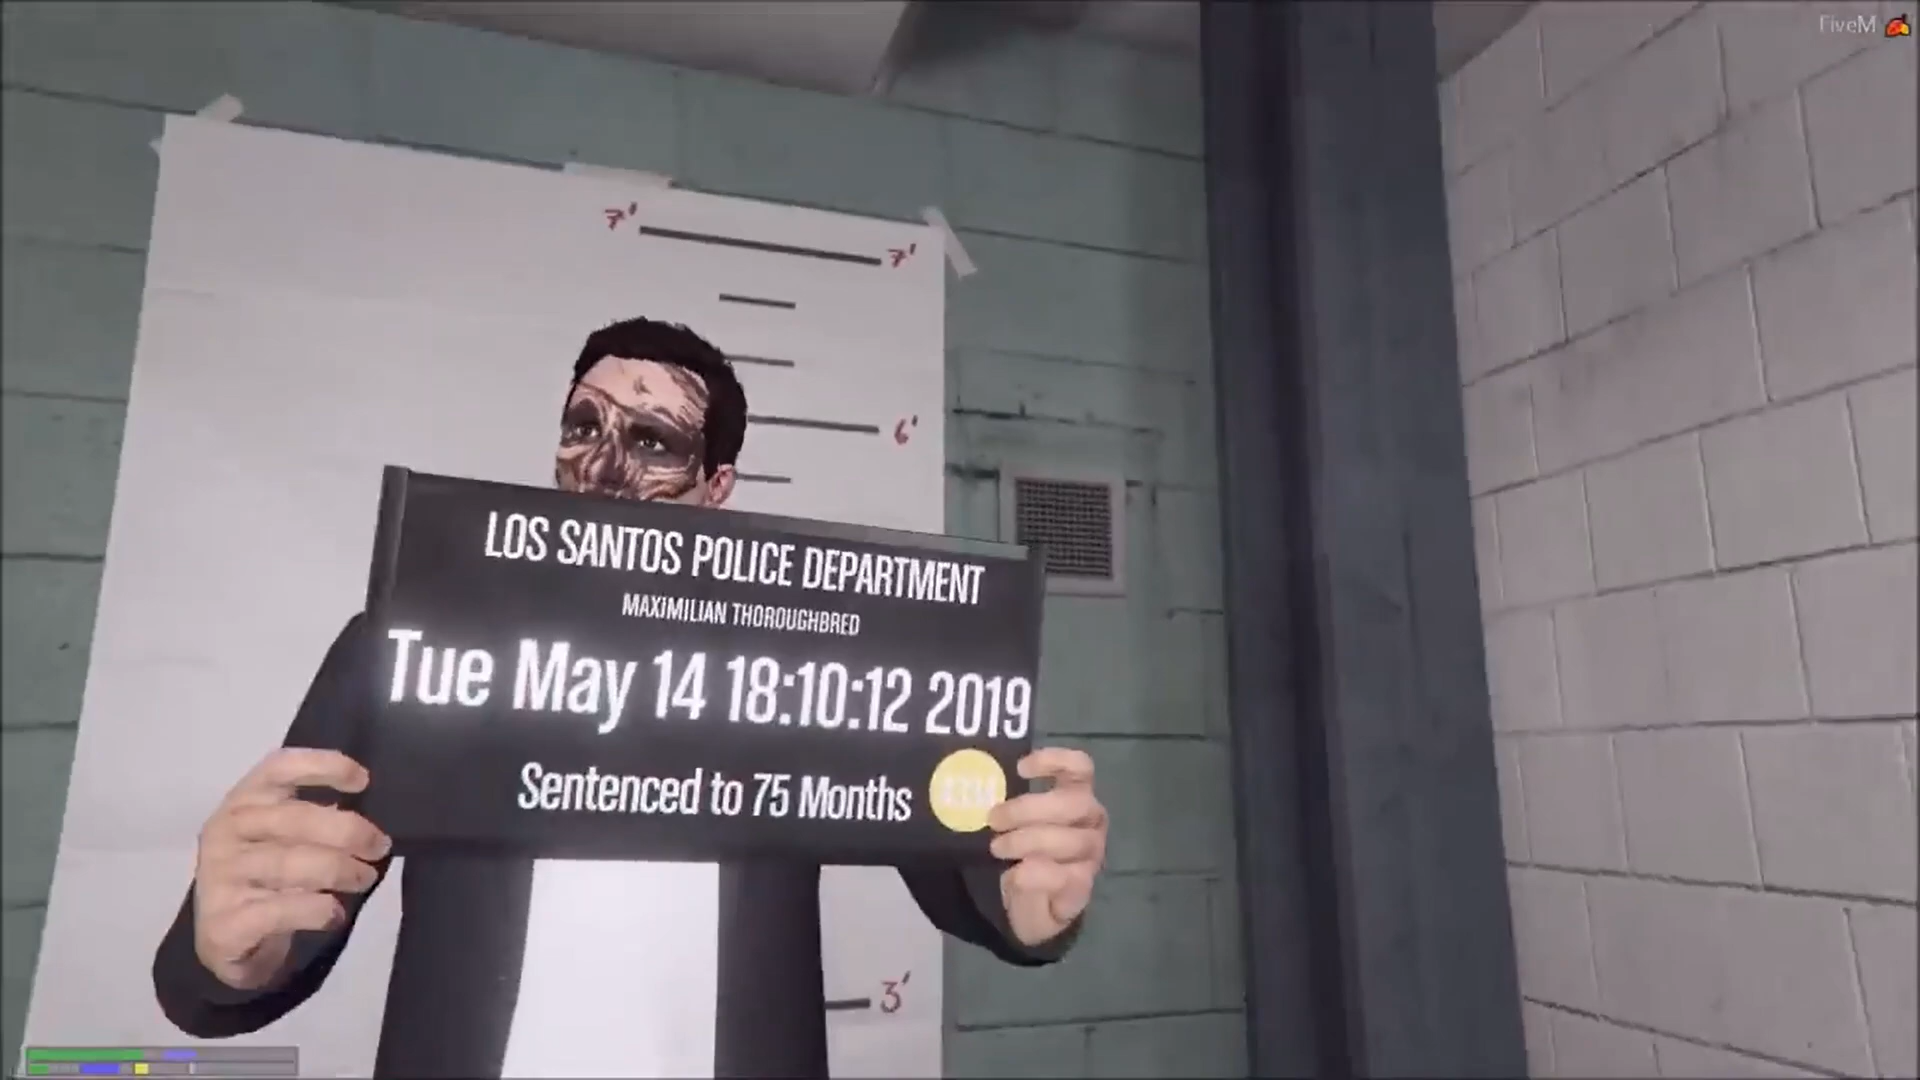 FiveM
7'
7'
6'
LOS SANTOS POLICE DEPARTMENT
MAXIMILIAN THOROUGHBRED
Tue May 14 18:10:12 2019
Sentenced to 75 Months
3'